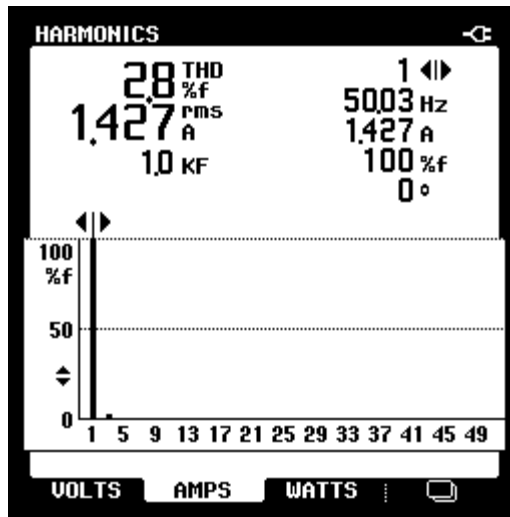 HARMONICS
2.8 THD %f
1.427 rms A
1.0 KF
1
50.03 Hz
1.427 A
100 %f
0 °
100
%f
50
0
1 5 9 13 17 21 25 29 33 37 41 45 49
VOLTS AMPS WATTS